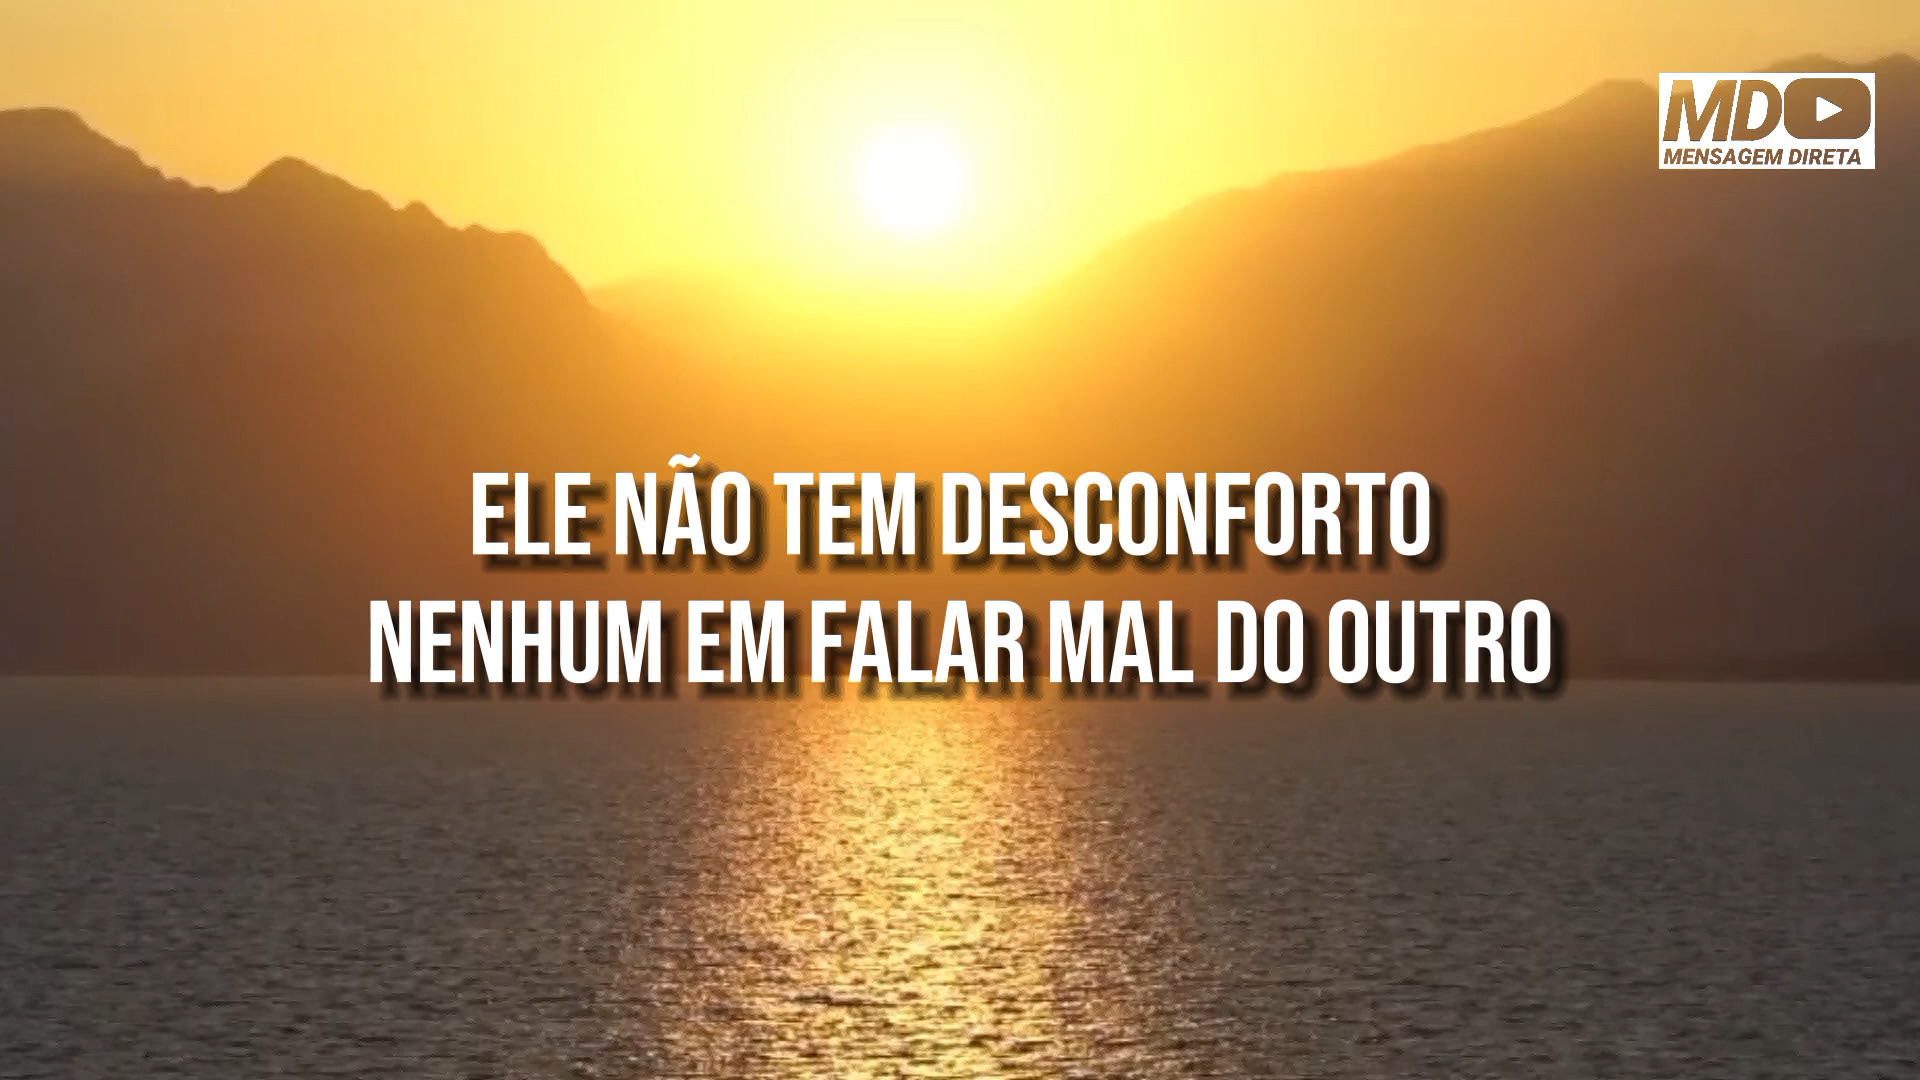 MD
MENSAGEM DIRETA
ELE NÃO TEM DESCONFORTO
NENHUM EM FALAR MAL DO OUTRO